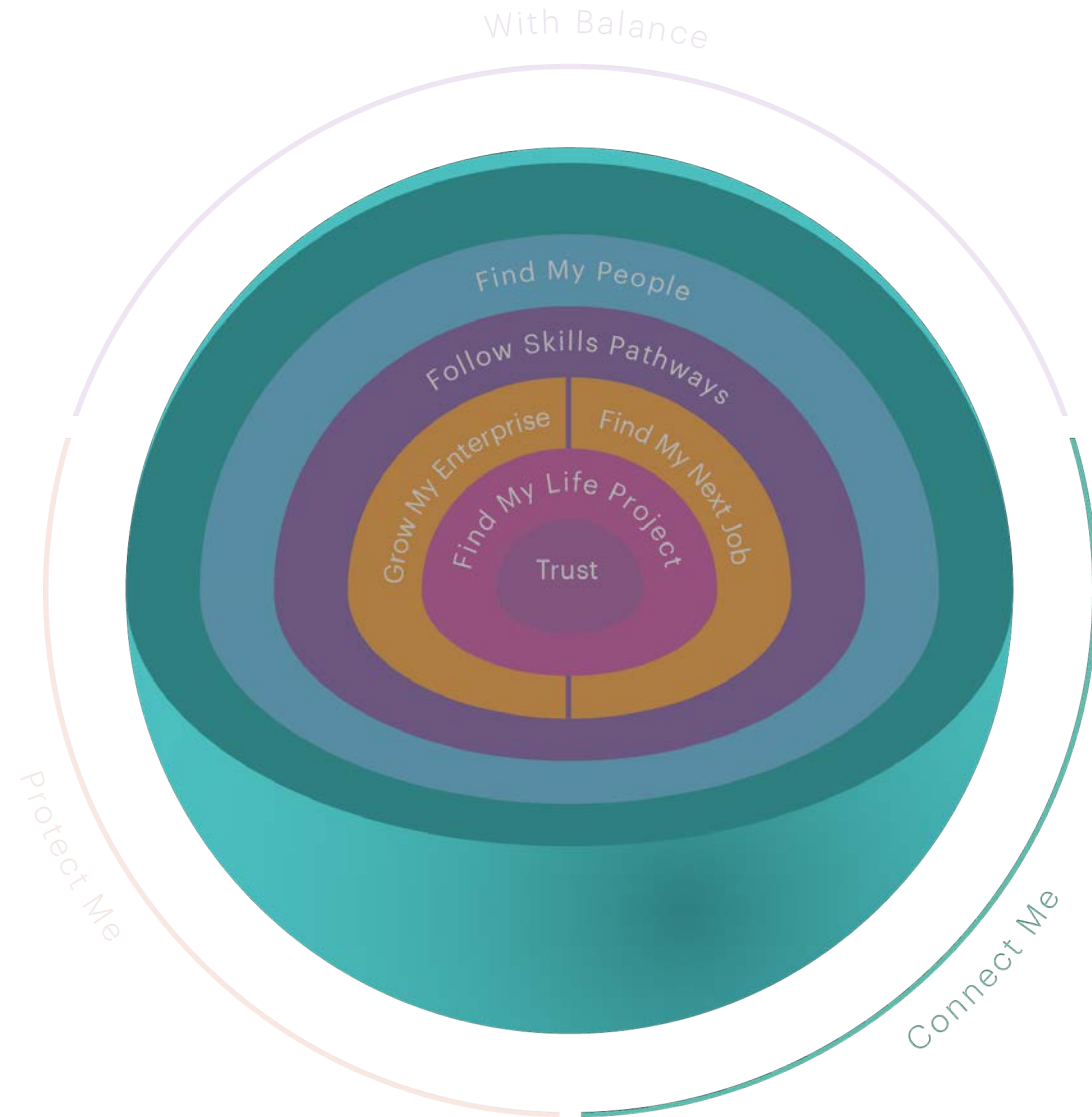 With Balance
Find My People
Follow Skills Pathways
Grow My Enterprise
Find My Next Job
Find My Life Project
Trust
Protect Me
Connect Me